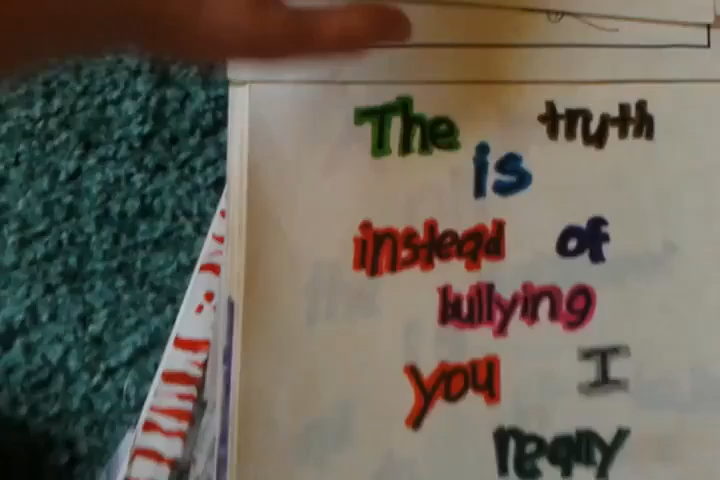 The truth
is
instead of
bullying
you I
really